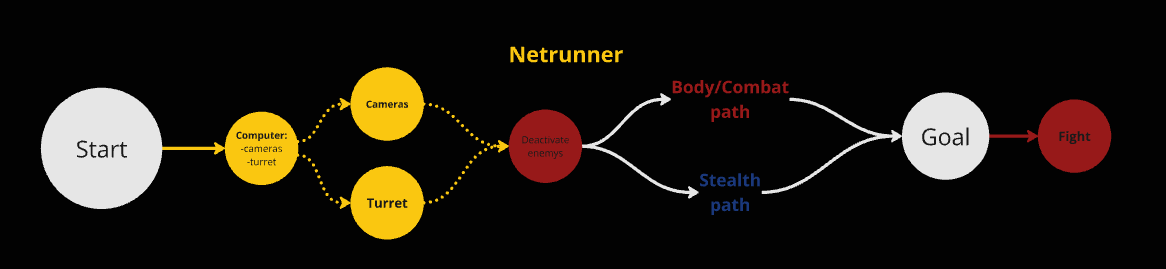 Netrunner
Start
Computer:
-cameras
-turret
Cameras
Turret
Deactivate
enemys
Body/Combat
path
Stealth
path
Goal
Fight